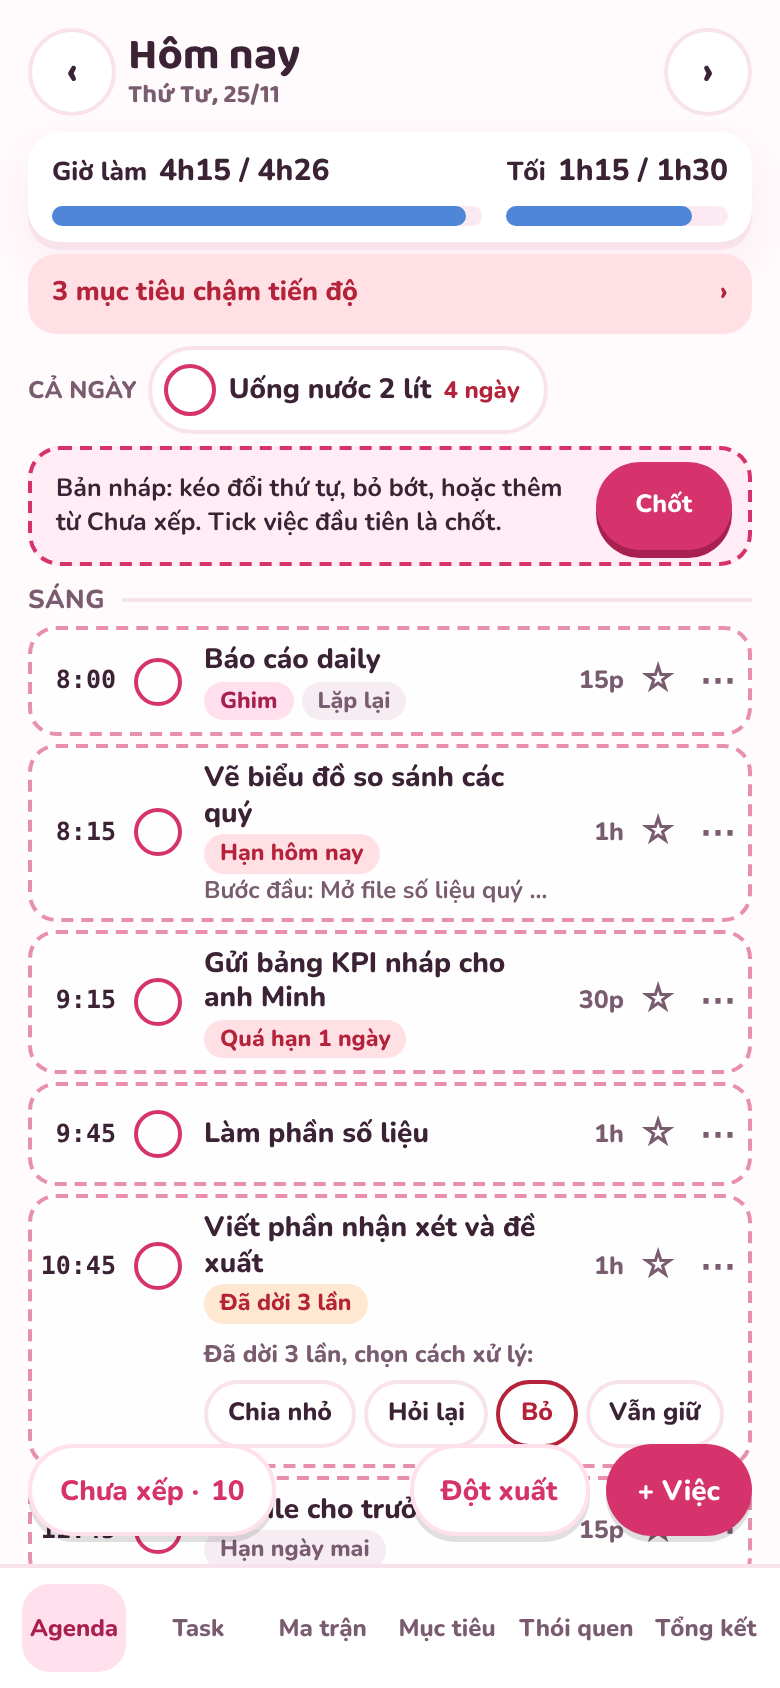 ‹
Hôm nay
Thứ Tư, 25/11
›
Giờ làm 4h15 / 4h26
Tối 1h15 / 1h30
3 mục tiêu chậm tiến độ ›
CẢ NGÀY
Uống nước 2 lít 4 ngày
Bản nháp: kéo đổi thứ tự, bỏ bớt, hoặc thêm
từ Chưa xếp. Tick việc đầu tiên là chốt.
Chốt
SÁNG
8:00 Báo cáo daily 15p ☆ ...
Ghim Lặp lại
8:15 Vẽ biểu đồ so sánh các
quý 1h ☆ ...
Hạn hôm nay
Bước đầu: Mở file số liệu quý ...
9:15 Gửi bảng KPI nháp cho
anh Minh 30p ☆ ...
Quá hạn 1 ngày
9:45 Làm phần số liệu 1h ☆ ...
10:45 Viết phần nhận xét và đề
xuất 1h ☆ ...
Đã dời 3 lần
Đã dời 3 lần, chọn cách xử lý:
Chia nhỏ Hỏi lại Bỏ Vẫn giữ
Chưa xếp · 10
Đột xuất
+ Việc
cho 15p
Hạn ngày mai
Agenda Task Ma trận Mục tiêu Thói quen Tổng kết